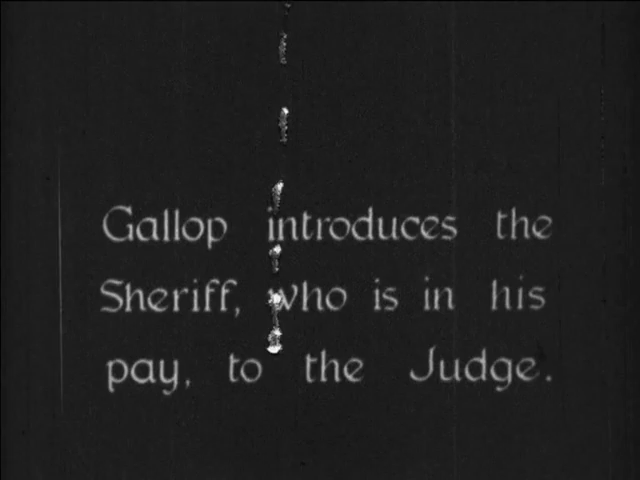 Gallop introduces the
Sheriff, who is in his
pay, to the Judge.